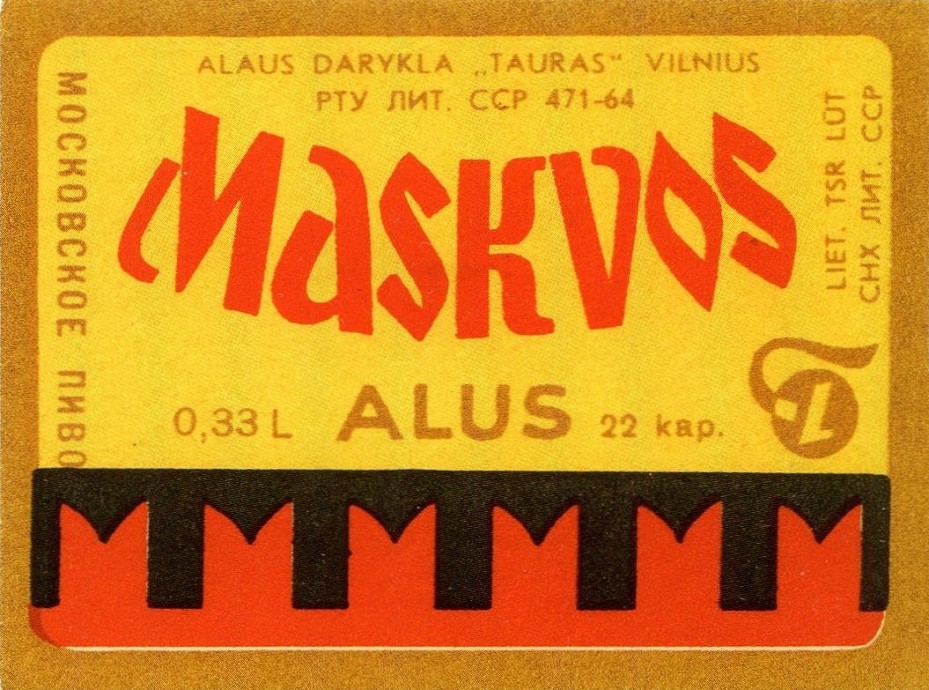 ALAUS DARYKLA „TAURAS“ VILNIUS
РТУ ЛИТ. ССР 471-64
МОСКОВСКОЕ ПИВО
MASKVOS
LIET. TSR LŪT
СНХ ЛИТ. ССР
0,33 L ALUS 22 kap.